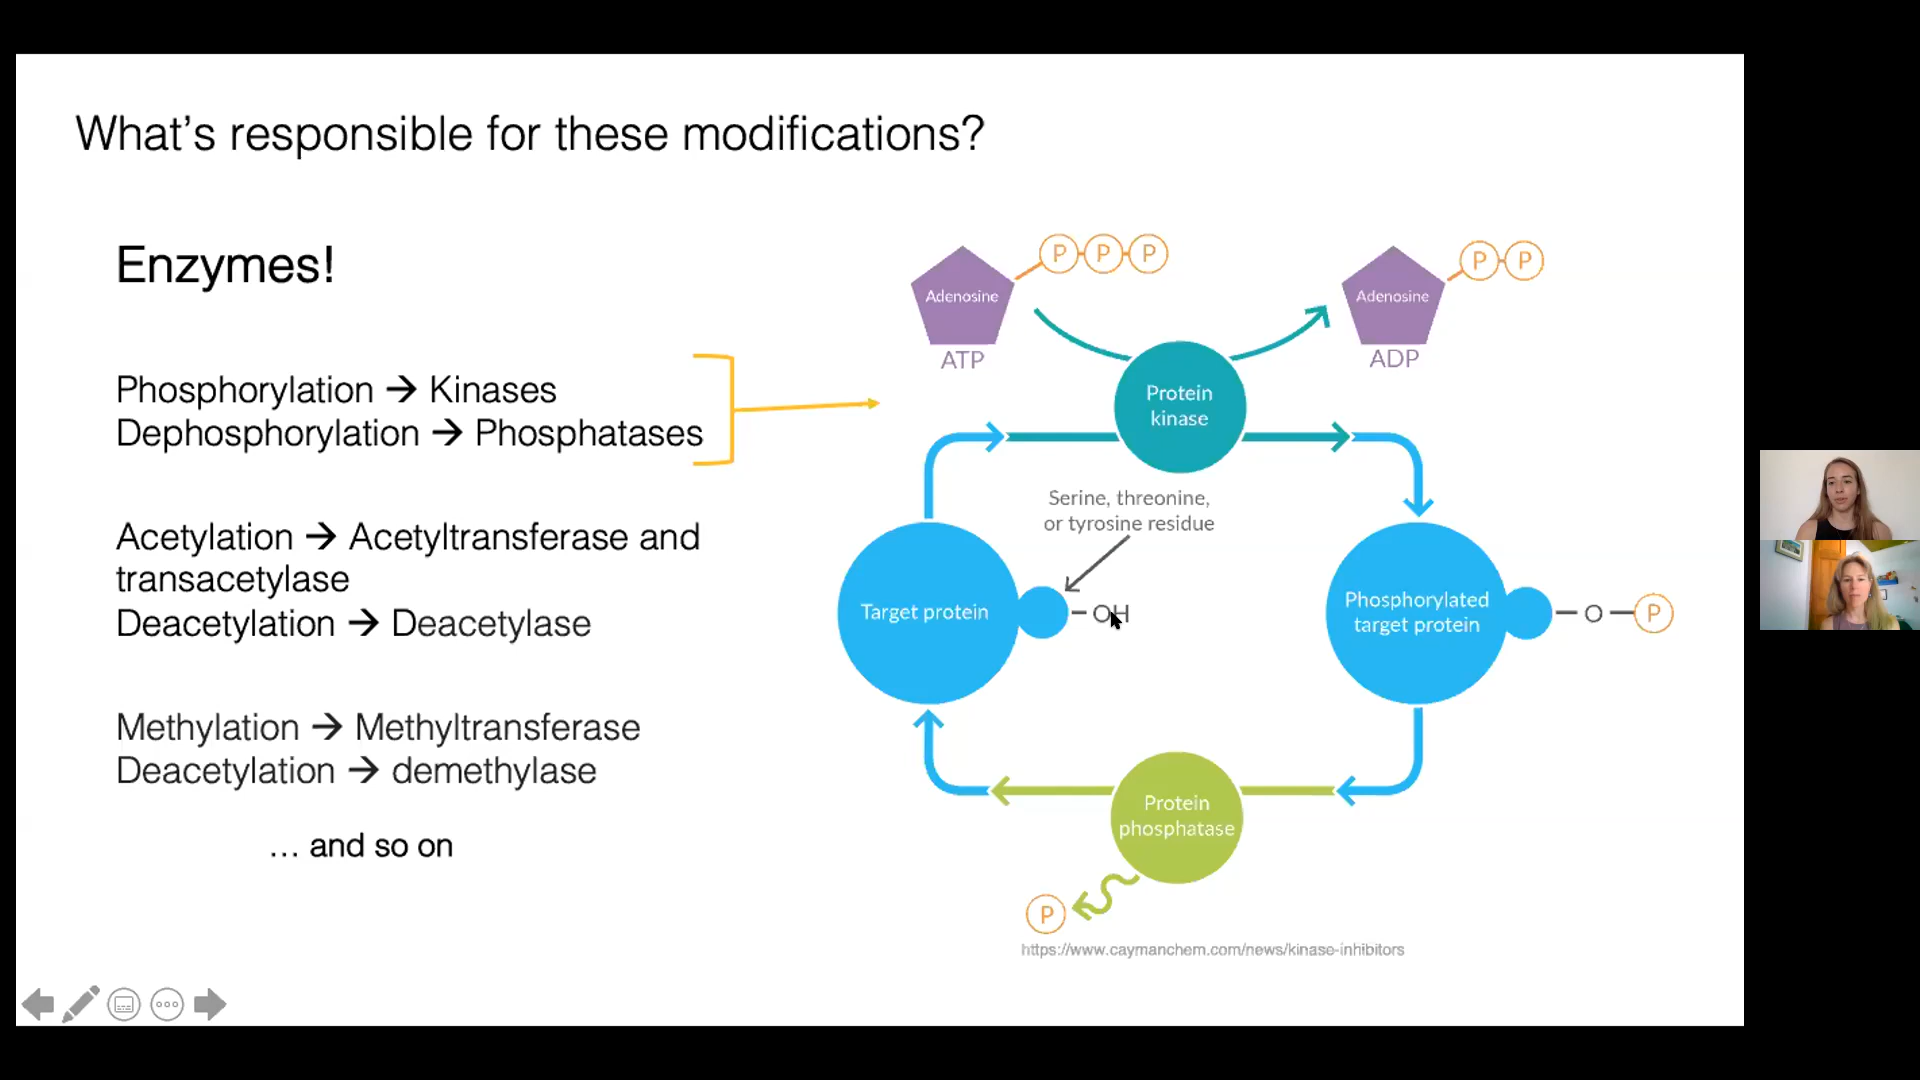 What's responsible for these modifications?
Enzymes!
Phosphorylation → Kinases
Dephosphorylation → Phosphatases
Acetylation → Acetyltransferase and
transacetylase
Deacetylation → Deacetylase
Methylation → Methyltransferase
Deacetylation → demethylase
... and so on
P P P
Adenosine
ATP
P P
Adenosine
ADP
Protein
kinase
Serine, threonine,
or tyrosine residue
Target protein
OH
Phosphorylated
target protein
O P
Protein
phosphatase
P
https://www.caymanchem.com/news/kinase-inhibitors